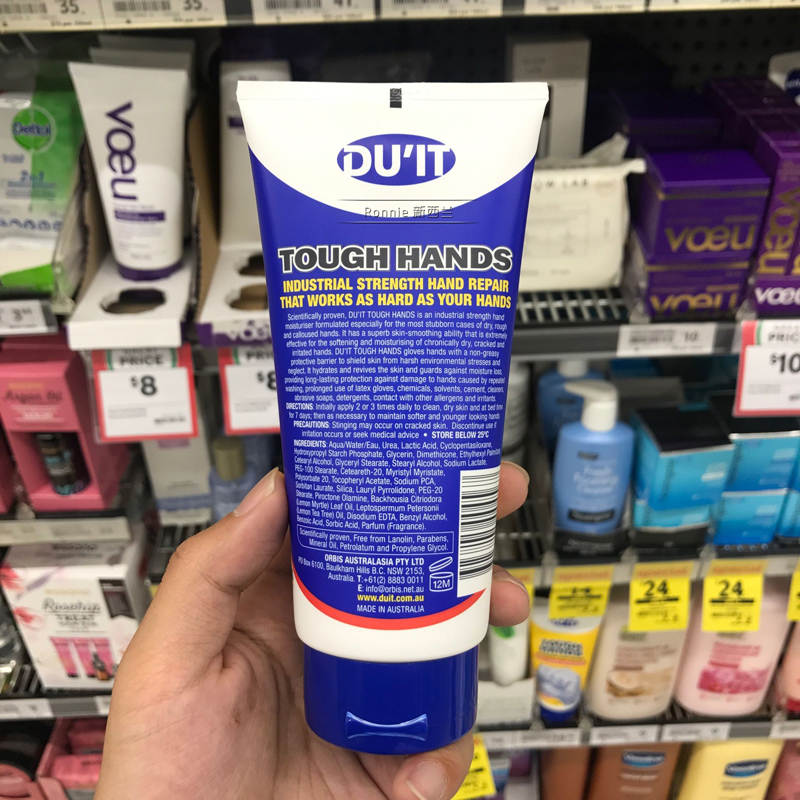 DU'IT
Ronnie 新西兰
TOUGH HANDS
INDUSTRIAL STRENGTH HAND REPAIR
THAT WORKS AS HARD AS YOUR HANDS
Scientifically proven, DU'IT TOUGH HANDS is an industrial strength hand
moisturiser formulated especially for the most stubborn cases of dry, rough
and calloused hands. It has a superb skin-smoothing ability that is extremely
effective for the softening and moisturising of chronically dry, cracked and
irritated hands. DU'IT TOUGH HANDS gloves hands with a non-greasy
protective barrier to shield skin from harsh environmental stresses and
neglect. It hydrates and revives the skin and guards against moisture loss,
providing long-lasting protection against damage to hands caused by repeated
washing, prolonged use of latex gloves, chemicals, solvents, cement, cleaners,
abrasive soaps, detergents, contact with other allergens and irritants.
DIRECTIONS: Initially apply 2 or 3 times daily to clean, dry skin and at bed time
for 7 days; then as necessary to maintain softer and younger looking hands.
PRECAUTIONS: Stinging may occur on cracked skin. Discontinue use if
irritation occurs or seek medical advice • STORE BELOW 25°C
INGREDIENTS: Aqua/Water/Eau, Urea, Lactic Acid, Cyclopentasiloxane,
Hydroxypropyl Starch Phosphate, Glycerin, Dimethicone, Ethylhexyl Palmitate,
Cetearyl Alcohol, Glyceryl Stearate, Stearyl Alcohol, Sodium Lactate,
PEG-100 Stearate, Ceteareth-20, Myristyl Myristate,
Polysorbate 20, Tocopheryl Acetate, Sodium PCA,
Sorbitan Laurate, Silica, Lauryl Pyrrolidone, PEG-20
Stearate, Piroctone Olamine, Backhousia Citriodora
(Lemon Myrtle) Leaf Oil, Leptospermum Petersonii
(Lemon Tea Tree) Oil, Disodium EDTA, Benzyl Alcohol,
Benzoic Acid, Sorbic Acid, Parfum (Fragrance).
Scientifically proven, Free from Lanolin, Parabens,
Mineral Oil, Petrolatum and Propylene Glycol.
ORBIS AUSTRALASIA PTY LTD
PO Box 6100, Baulkham Hills B.C. NSW 2153,
Australia. T:+61(2) 8883 0011
E: info@orbis.net.au
www.duit.com.au
MADE IN AUSTRALIA
12M
voeu
Dettol
2in1
voeu
voeu
voeu
PRICE
$8
PRICE
$10
10
24
24
Argan Oil
Rosehip